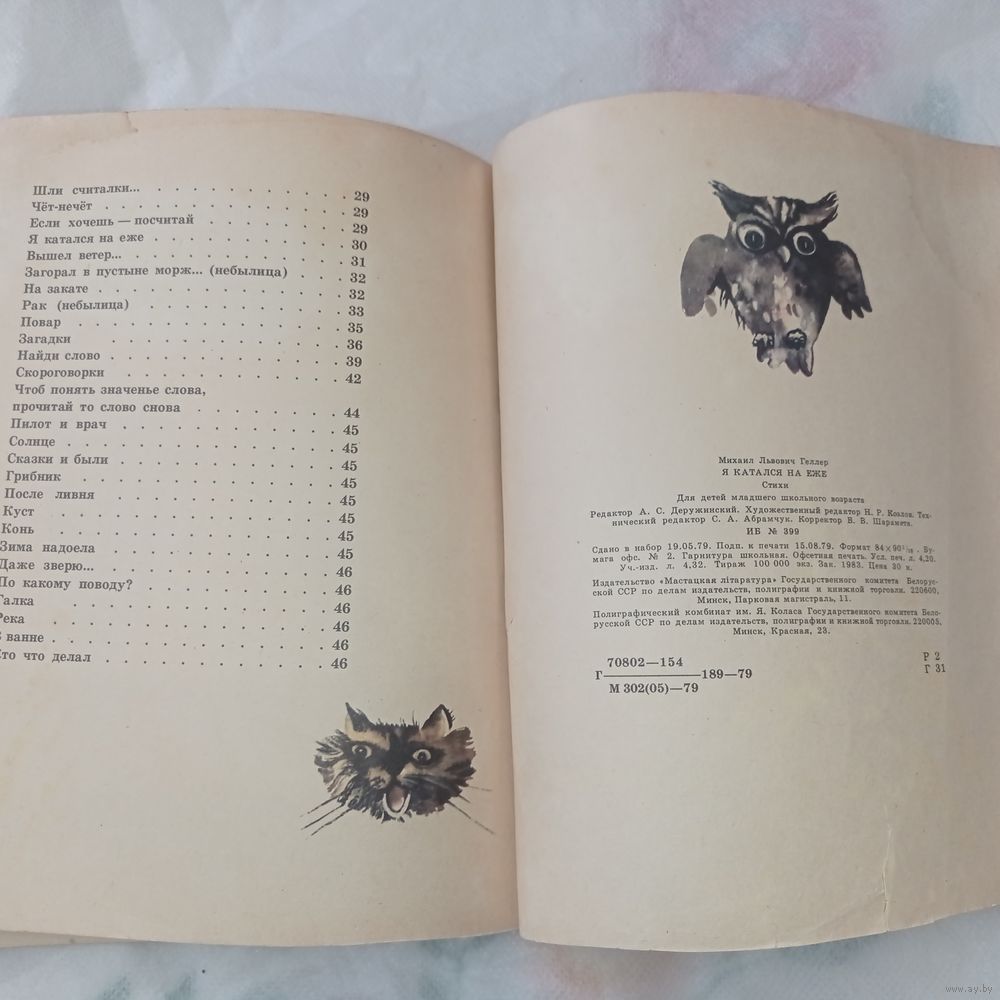 Шли считалки... 29
Чёт-нечёт 29
Если хочешь — посчитай 29
Я катался на еже 30
Вышел ветер... 31
Загорал в пустыне морж... (небылица) 32
На закате 32
Рак (небылица) 33
Повар 35
Загадки 36
Найди слово 39
Скороговорки 42
Чтоб понять значенье слова,
прочитай то слово снова 44
Пилот и врач 45
Солнце 45
Сказки и были 45
Грибник 45
После ливня 45
Куст 45
Конь 45
Зима надоела 45
Даже зверю... 46
По какому поводу? 46
Галка 46
Река 46
В ванне 46
Кто что делал 46
Михаил Львович Геллер
Я КАТАЛСЯ НА ЕЖЕ
Стихи
Для детей младшего школьного возраста
Редактор А. С. Деружинский. Художественный редактор Н. Р. Козлов. Тех-
нический редактор С. А. Абрамчук. Корректор В. В. Шарамета.
ИБ № 399
Сдано в набор 19.05.79. Подп. к печати 15.08.79. Формат 84×90 1/16. Бу-
мага офс. № 2. Гарнитура школьная. Офсетная печать. Усл. печ. л. 4,20.
Уч.-изд. л. 4,32. Тираж 100 000 экз. Зак. 1983. Цена 30 к.
Издательство «Мастацкая літаратура» Государственного комитета Белорус-
ской ССР по делам издательств, полиграфии и книжной торговли. 220600,
Минск, Парковая магистраль, 11.
Полиграфический комбинат им. Я. Коласа Государственного комитета Бело-
русской ССР по делам издательств, полиграфии и книжной торговли. 220005,
Минск, Красная, 23.
70802—154
Г 189—79
М 302(05)—79
Р 2
Г 31
www.ay.by